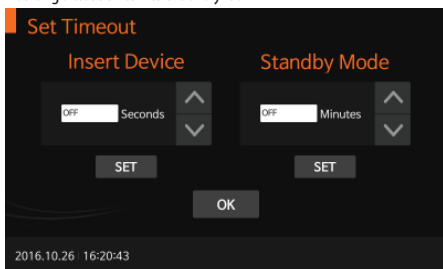 Set Timeout
Insert Device
Standby Mode
OFF Seconds
OFF Minutes
SET
SET
OK
2016.10.26 | 16:20:43